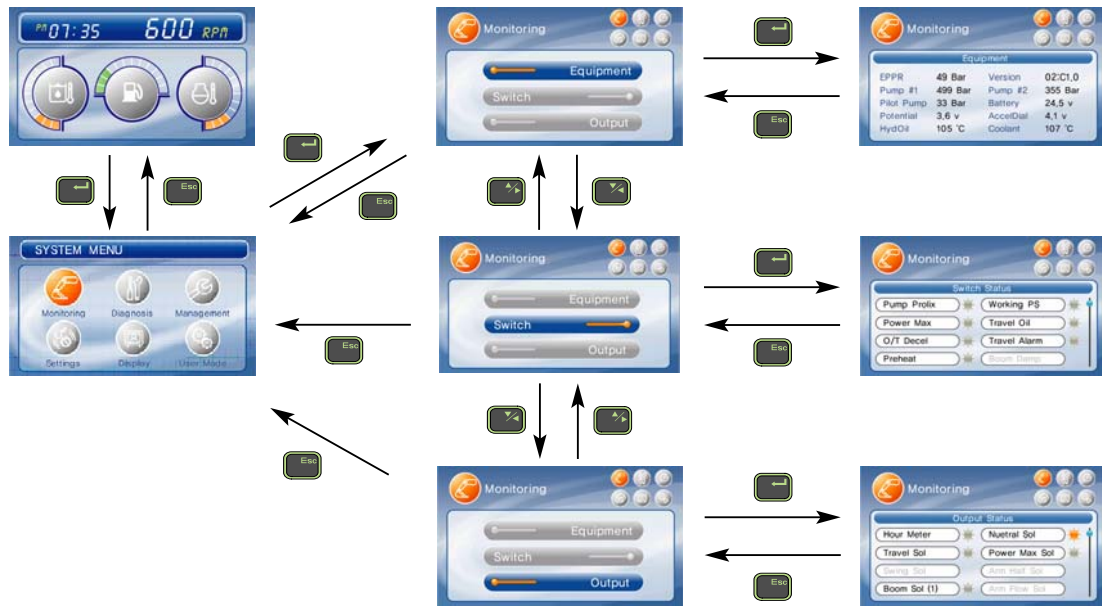 PM 07:35 600 RPM
Monitoring
Equipment
Switch
Output
Monitoring
Equipment
EPPR 49 Bar Version 02:C1,0
Pump #1 499 Bar Pump #2 355 Bar
Pilot Pump 33 Bar Battery 24,5 v
Potential 3,6 v AccelDial 4,1 v
HydOil 105 °C Coolant 107 °C
Esc
Esc
Esc
SYSTEM MENU
Monitoring Diagnosis Management
Settings Display User Mode
Monitoring
Equipment
Switch
Output
Monitoring
Switch Status
Pump Prolix Working PS
Power Max Travel Oil
O/T Decel Travel Alarm
Preheat Boom Damp
Esc
Esc
Esc
Monitoring
Equipment
Switch
Output
Monitoring
Output Status
Hour Meter Nuetral Sol
Travel Sol Power Max Sol
Swing Sol Arm Half Sol
Boom Sol (1) Arm Flow Sol
Esc